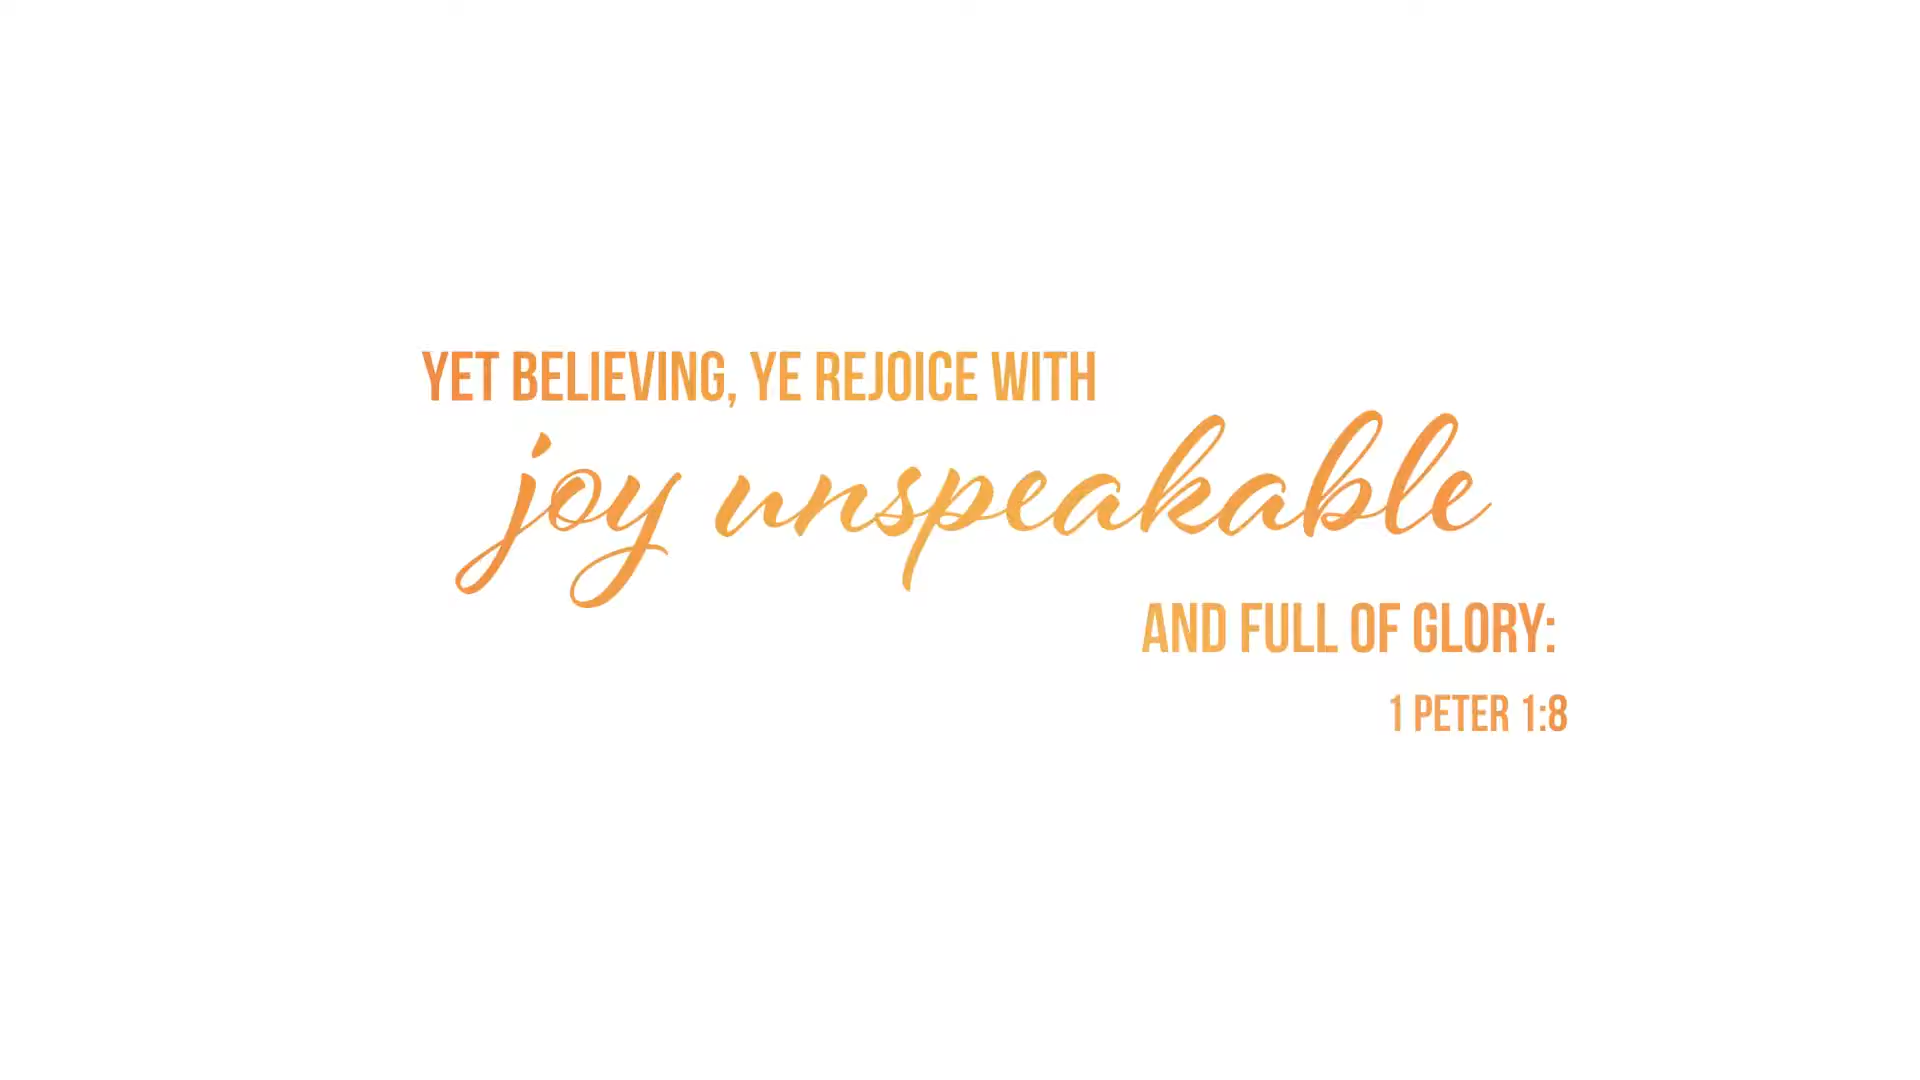 YET BELIEVING, YE REJOICE WITH
joy unspeakable
AND FULL OF GLORY:
1 PETER 1:8